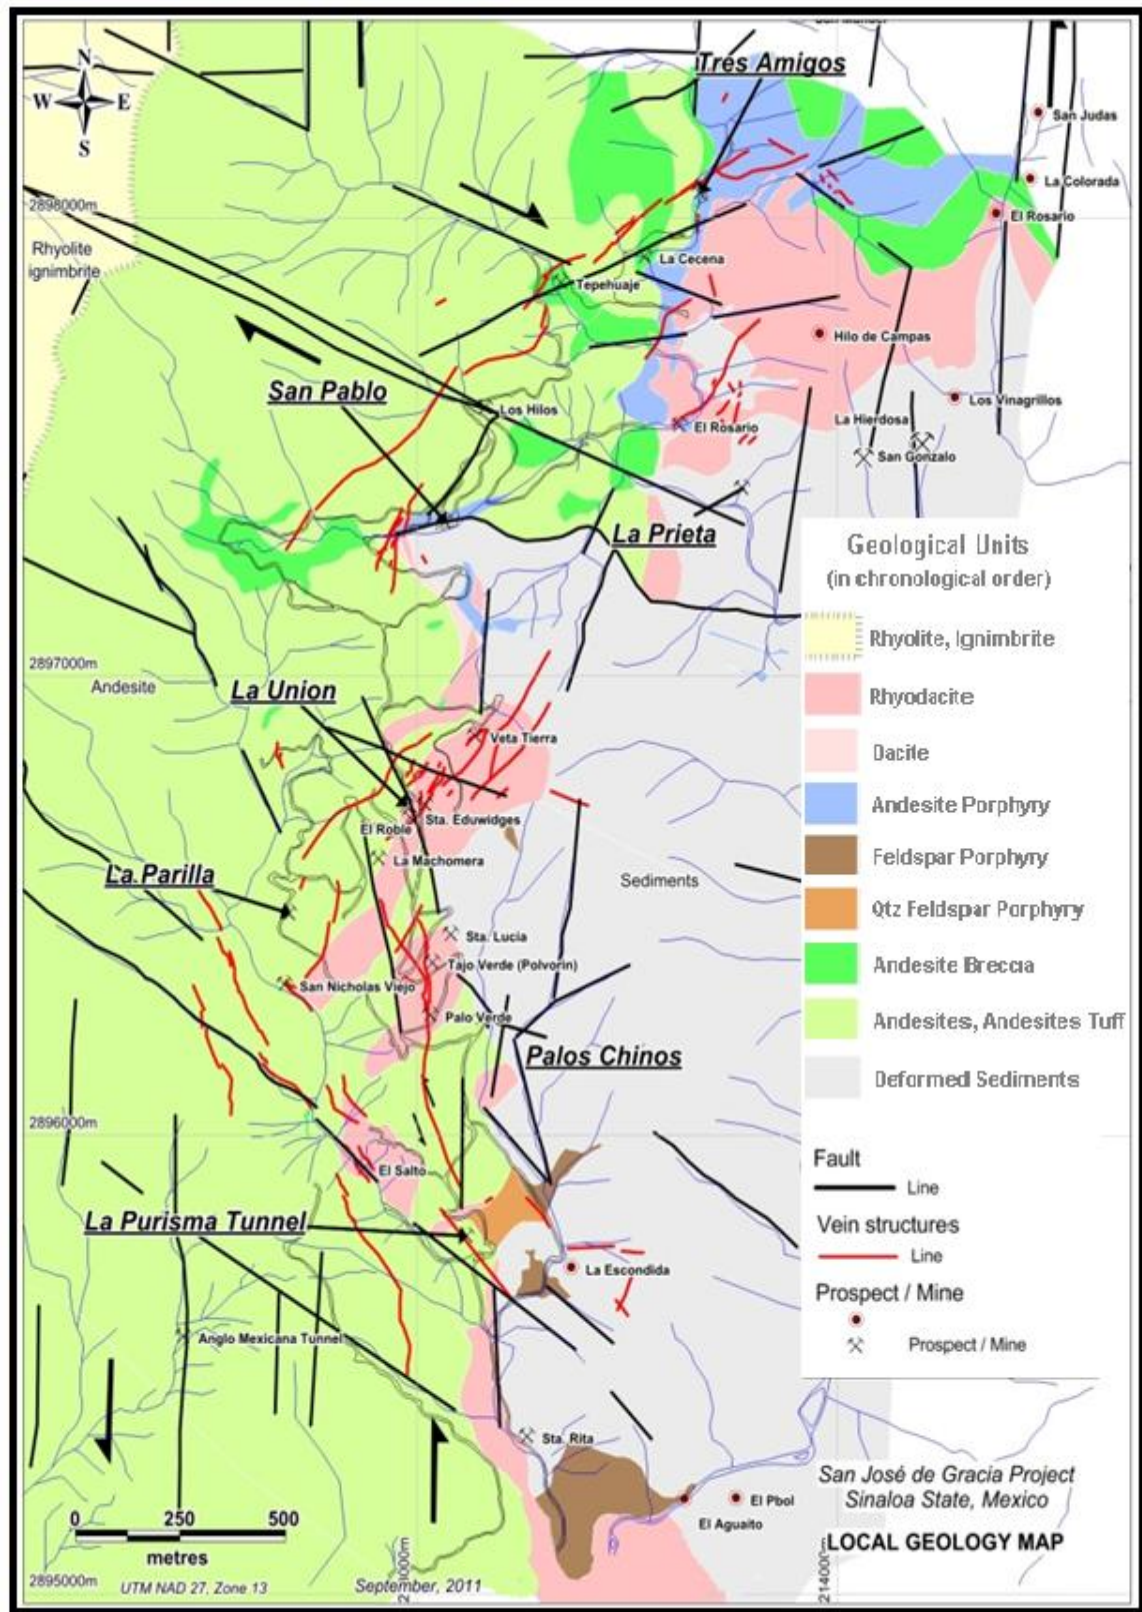 Tres Amigos
N
W
E
S
San Judas
La Colorada
El Rosario
2898000m
Rhyolite
ignimbrite
La Cecena
Tepehuaje
Hilo de Campas
San Pablo
Los Hilos
Los Vinagrillos
La Hierdosa
El Rosario
San Gonzalo
La Prieta
Geological Units
(in chronological order)
Rhyolite, Ignimbrite
2897000m
Andesite
La Union
Rhyodacite
Veta Tierra
Dacite
Andesite Porphyry
Sta. Eduwidges
El Roble
La Machomera
Feldspar Porphyry
La Parilla
Sediments
Qtz Feldspar Porphyry
Sta. Lucia
Tajo Verde (Polvorin)
Andesite Breccia
San Nicholas Viejo
Palo Verde
Andesites, Andesites Tuff
Palos Chinos
Deformed Sediments
2896000m
Fault
Line
El Salto
La Purisma Tunnel
Vein structures
Line
La Escondida
Prospect / Mine
Anglo Mexicana Tunnel
Prospect / Mine
Sta. Rita
San José de Gracia Project
Sinaloa State, Mexico
El Pbol
El Aguaito
0 250 500
metres
LOCAL GEOLOGY MAP
214000m
2895000m
UTM NAD 27, Zone 13
September, 2011